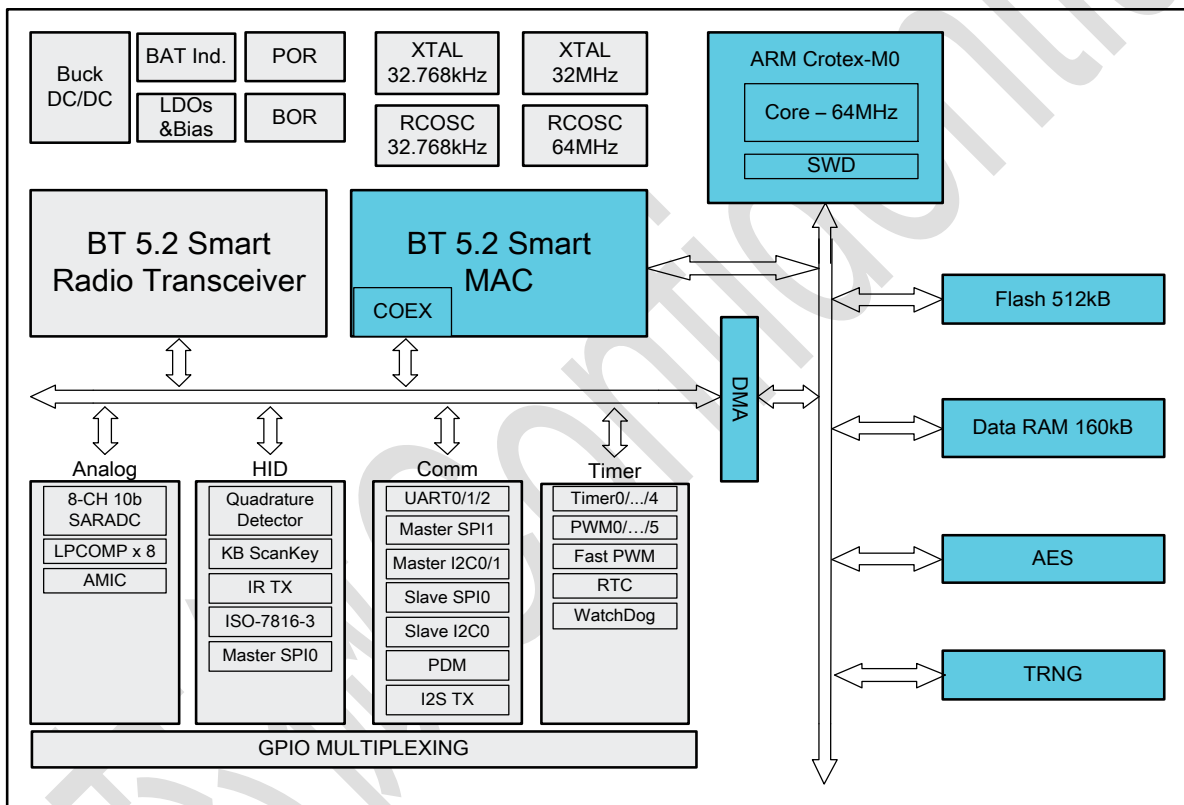 Buck
DC/DC
BAT Ind.
POR
LDOs
&Bias
BOR
XTAL
32.768kHz
XTAL
32MHz
RCOSC
32.768kHz
RCOSC
64MHz
ARM Crotex-M0
Core – 64MHz
SWD
BT 5.2 Smart
Radio Transceiver
BT 5.2 Smart
MAC
COEX
DMA
Flash 512kB
Data RAM 160kB
AES
TRNG
Analog
8-CH 10b
SARADC
LPCOMP x 8
AMIC
HID
Quadrature
Detector
KB ScanKey
IR TX
ISO-7816-3
Master SPI0
Comm
UART0/1/2
Master SPI1
Master I2C0/1
Slave SPI0
Slave I2C0
PDM
I2S TX
Timer
Timer0/.../4
PWM0/…/5
Fast PWM
RTC
WatchDog
GPIO MULTIPLEXING